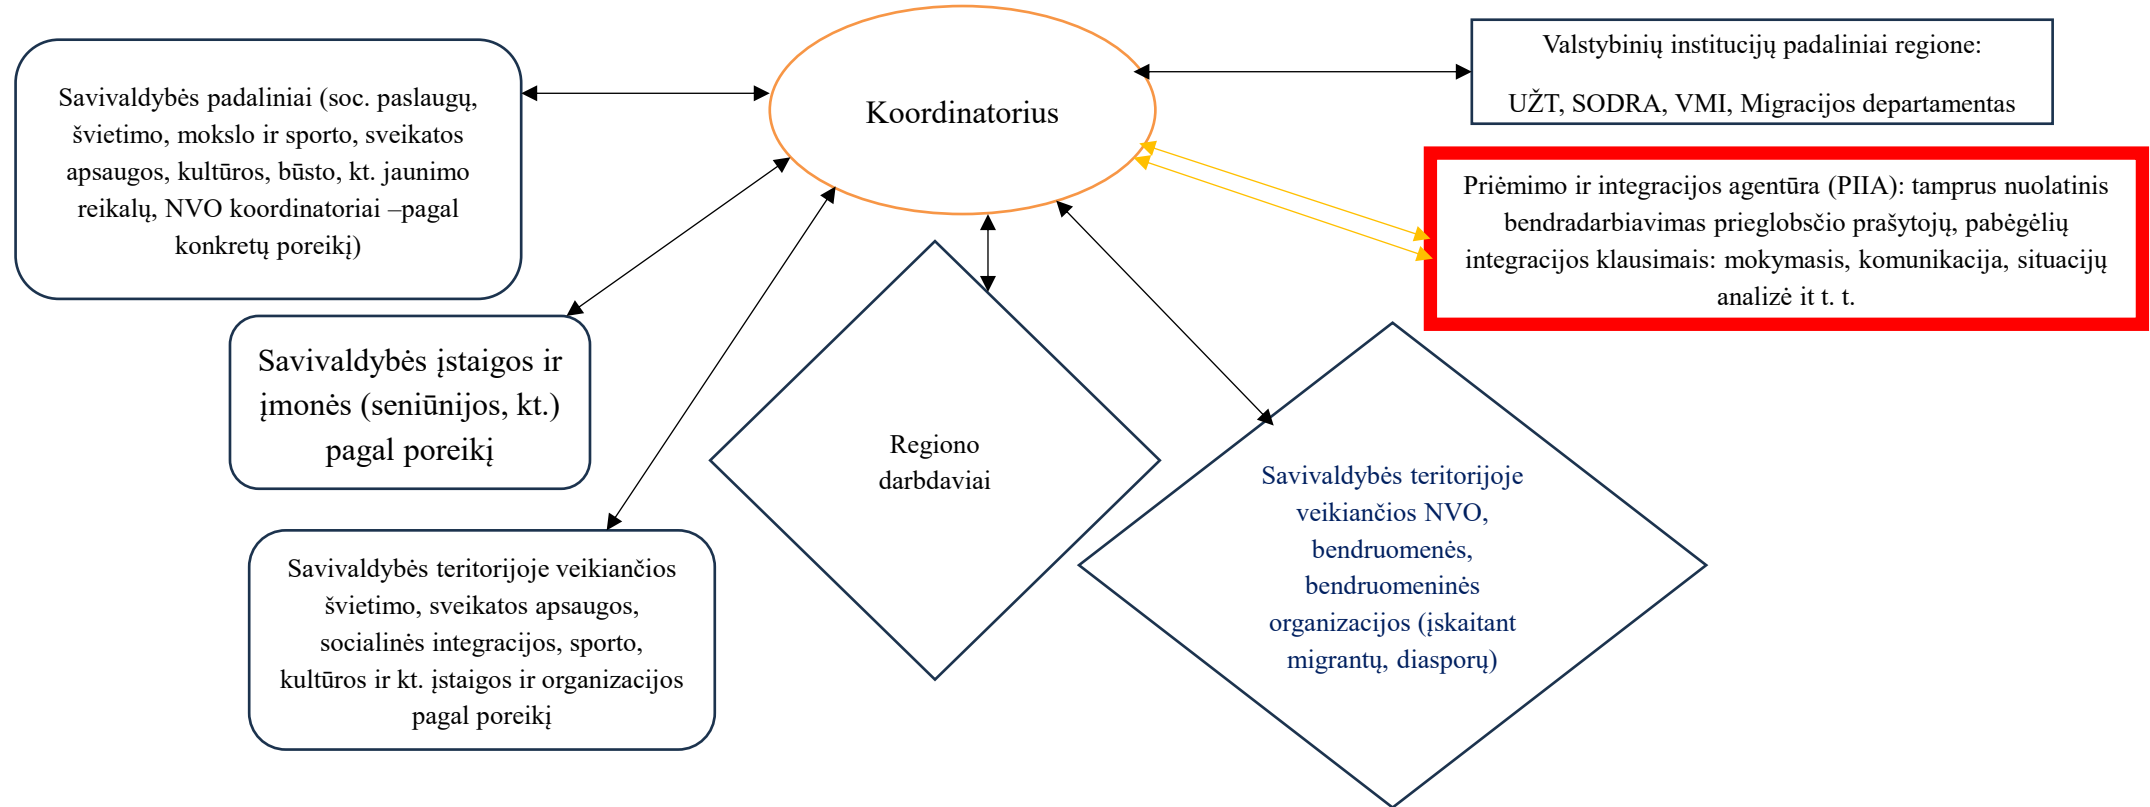 Savivaldybės padaliniai (soc. paslaugų,
švietimo, mokslo ir sporto, sveikatos
apsaugos, kultūros, būsto, kt. jaunimo
reikalų, NVO koordinatoriai –pagal
konkretų poreikį)
Koordinatorius
Valstybinių institucijų padaliniai regione:
UŽT, SODRA, VMI, Migracijos departamentas
Priėmimo ir integracijos agentūra (PIIA): tamprus nuolatinis
bendradarbiavimas prieglobsčio prašytojų, pabėgėlių
integracijos klausimais: mokymasis, komunikacija, situacijų
analizė it t. t.
Savivaldybės įstaigos ir
įmonės (seniūnijos, kt.)
pagal poreikį
Regiono
darbdaviai
Savivaldybės teritorijoje
veikiančios NVO,
bendruomenės,
bendruomeninės
organizacijos (įskaitant
migrantų, diasporų)
Savivaldybės teritorijoje veikiančios
švietimo, sveikatos apsaugos,
socialinės integracijos, sporto,
kultūros ir kt. įstaigos ir organizacijos
pagal poreikį